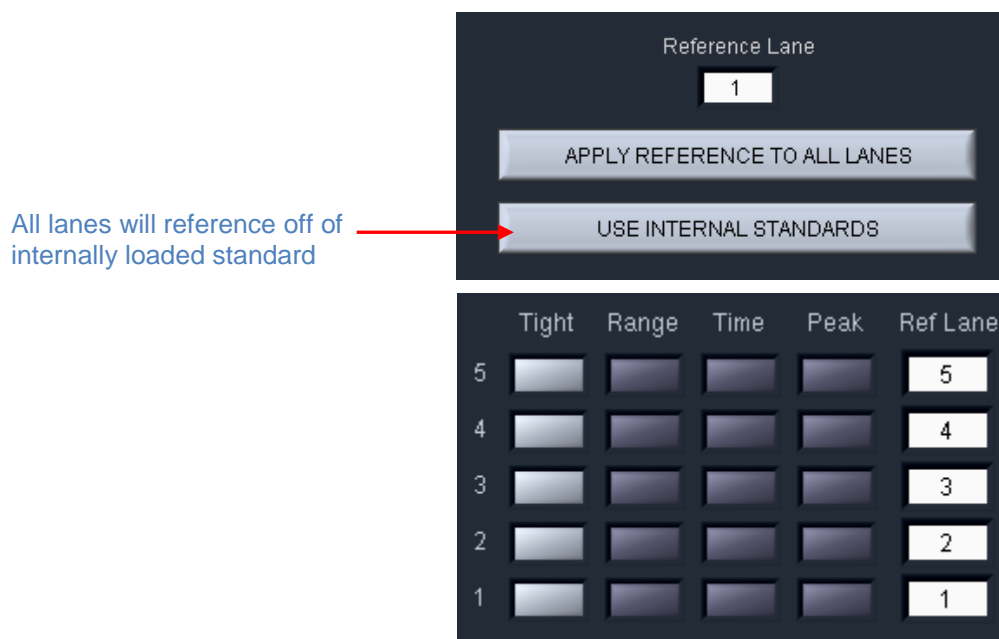 Reference Lane
1
APPLY REFERENCE TO ALL LANES
All lanes will reference off of
internally loaded standard
USE INTERNAL STANDARDS
Tight Range Time Peak Ref Lane
5 5
4 4
3 3
2 2
1 1